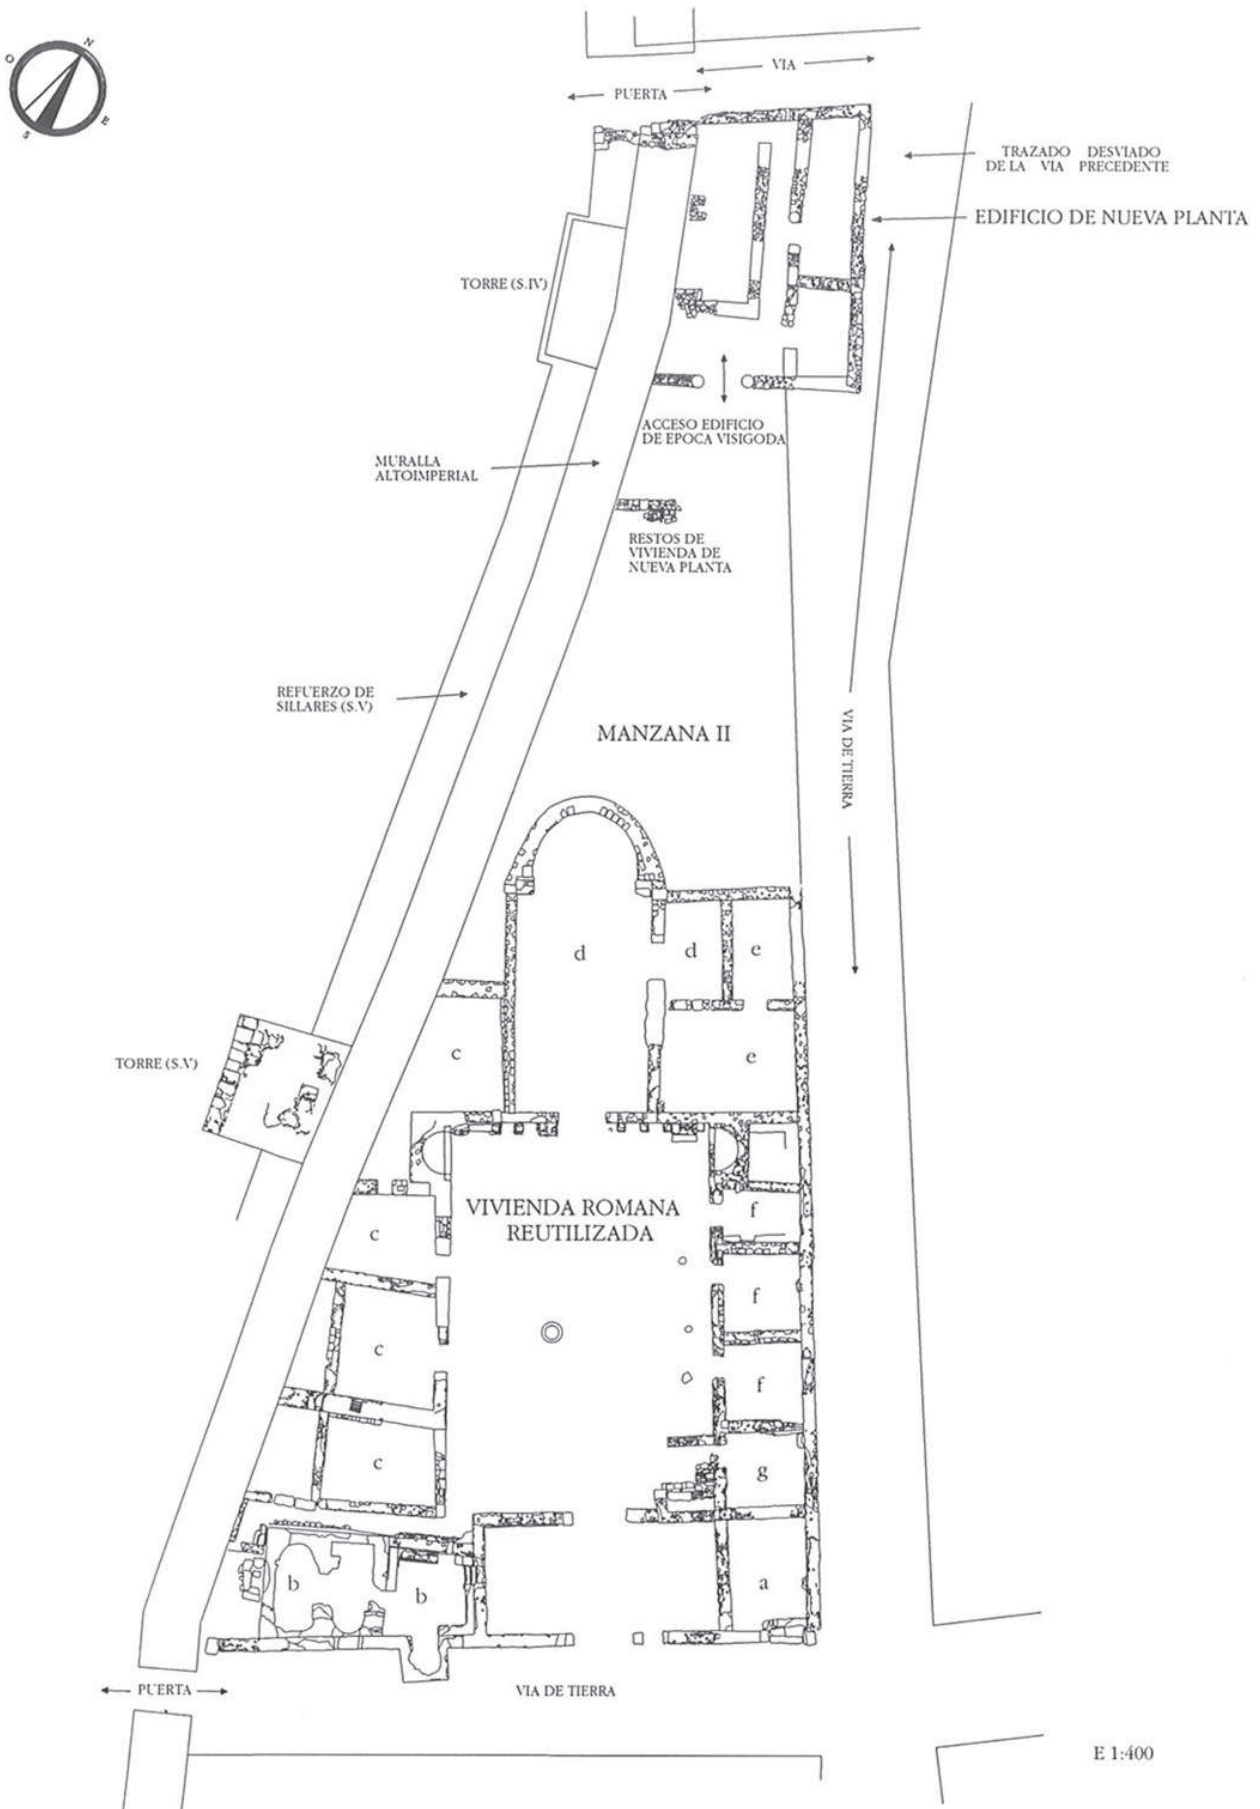 N
O
E
S
VIA
PUERTA
TRAZADO DESVIADO
DE LA VIA PRECEDENTE
EDIFICIO DE NUEVA PLANTA
TORRE (S.IV)
ACCESO EDIFICIO
DE EPOCA VISIGODA
MURALLA
ALTOIMPERIAL
RESTOS DE
VIVIENDA DE
NUEVA PLANTA
REFUERZO DE
SILLARES (S.V)
MANZANA II
VIA DE TIERRA
d
d
e
c
e
TORRE (S.V)
VIVIENDA ROMANA
REUTILIZADA
f
c
f
c
f
c
g
b
b
a
PUERTA
VIA DE TIERRA
E 1:400